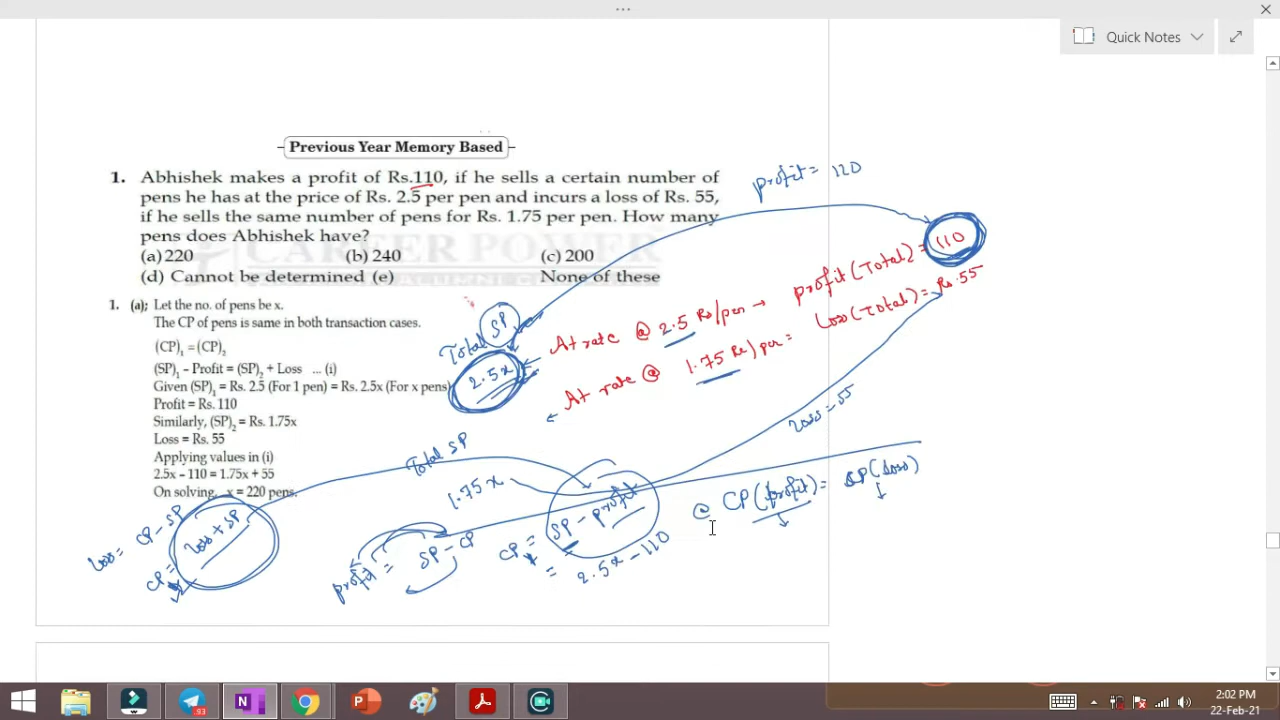 Quick Notes
Previous Year Memory Based
1. Abhishek makes a profit of Rs.110, if he sells a certain number of
pens he has at the price of Rs. 2.5 per pen and incurs a loss of Rs. 55,
if he sells the same number of pens for Rs. 1.75 per pen. How many
pens does Abhishek have?
(a) 220 (b) 240 (c) 200
(d) Cannot be determined (e) None of these
CAREER POWER
1. (a); Let the no. of pens be x.
The CP of pens is same in both transaction cases.
(CP)₁ = (CP)₂
(SP)₁ - Profit = (SP)₂ + Loss ... (i)
Given (SP)₁ = Rs. 2.5 (For 1 pen) = Rs. 2.5x (For x pens)
Profit = Rs. 110
Similarly, (SP)₂ = Rs. 1.75x
Loss = Rs. 55
Applying values in (i)
2.5x - 110 = 1.75x + 55
On solving, x = 220 pens.
profit = 110
Total SP
2.5x
At rate @ 2.5 Rs/pen → profit (Total) = 110
At rate @ 1.75 Re/pen = Loss (Total) = Rs.55
Loss = 55
Total SP
1.75x
Loss = CP - SP
CP = Loss + SP
profit = SP - CP
CP = SP - profit
= 2.5x - 110
@ CP (profit) = CP (Loss)
93
2:02 PM
22-Feb-21